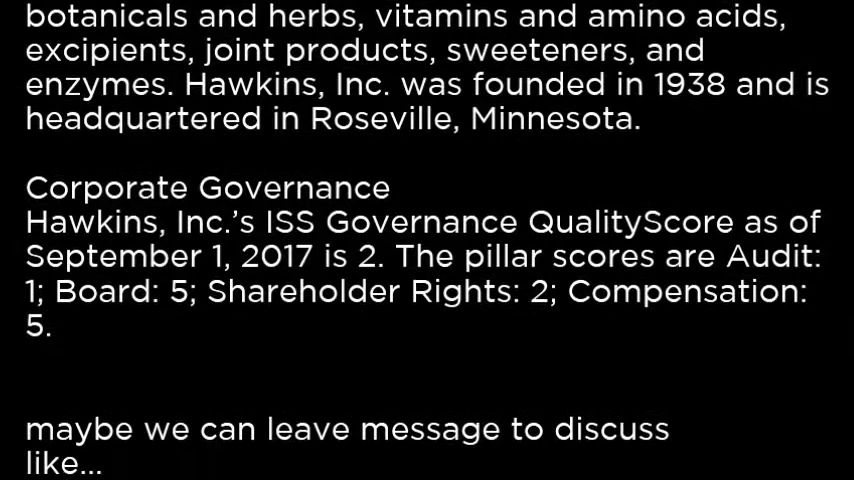 botanicals and herbs, vitamins and amino acids,
excipients, joint products, sweeteners, and
enzymes. Hawkins, Inc. was founded in 1938 and is
headquartered in Roseville, Minnesota.
Corporate Governance
Hawkins, Inc.’s ISS Governance QualityScore as of
September 1, 2017 is 2. The pillar scores are Audit:
1; Board: 5; Shareholder Rights: 2; Compensation:
5.
maybe we can leave message to discuss
like...